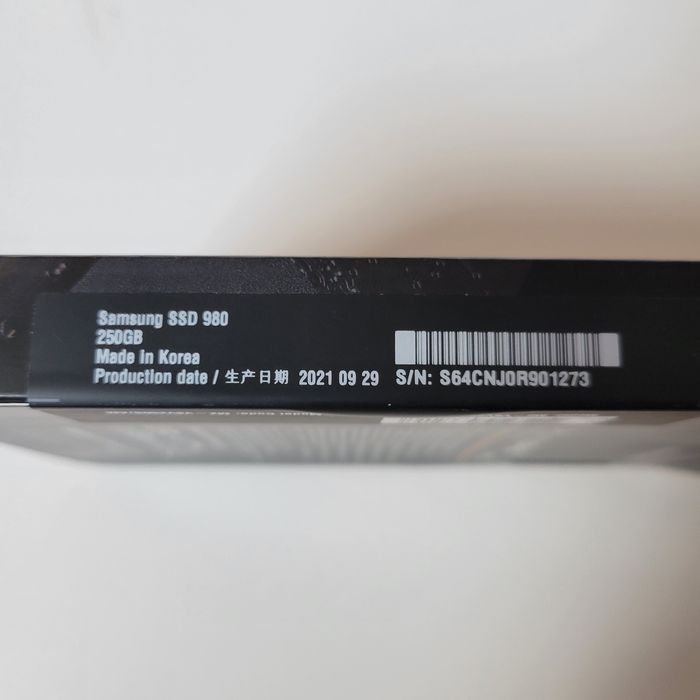 Samsung SSD 980
250GB
Made in Korea
Production date / 生产日期 2021 09 29
S/N: S64CNJ0R901273